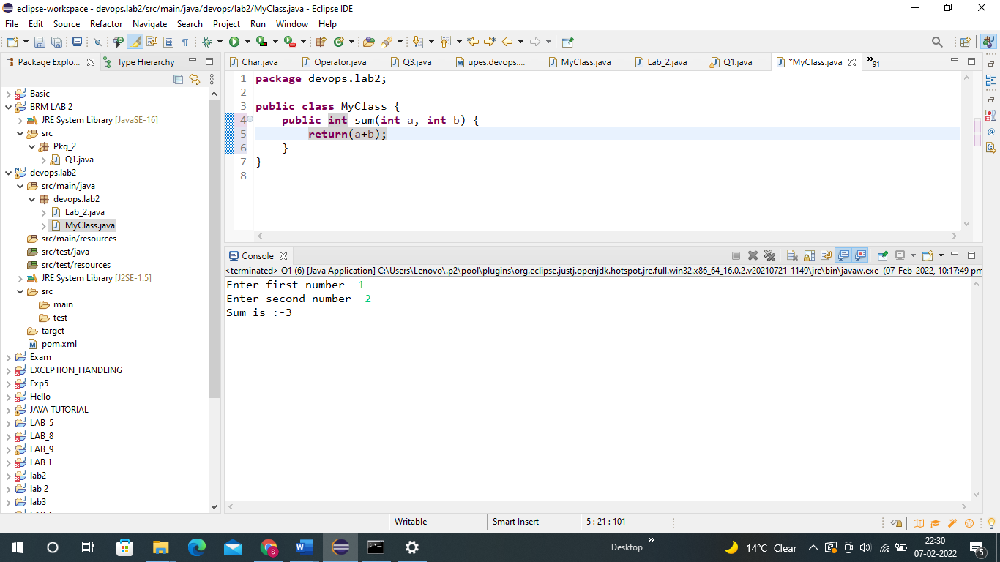 eclipse-workspace - devops.lab2/src/main/java/devops/lab2/MyClass.java - Eclipse IDE
File Edit Source Refactor Navigate Search Project Run Window Help
Package Explo... Type Hierarchy
Basic
BRM LAB 2
JRE System Library [JavaSE-16]
src
Pkg_2
Q1.java
devops.lab2
src/main/java
devops.lab2
Lab_2.java
MyClass.java
src/main/resources
src/test/java
src/test/resources
JRE System Library [J2SE-1.5]
src
main
test
target
pom.xml
Exam
EXCEPTION_HANDLING
Exp5
Hello
JAVA TUTORIAL
LAB_5
LAB_8
LAB_9
LAB 1
lab2
lab 2
lab3
Char.java Operator.java Q3.java upes.devops.... MyClass.java Lab_2.java Q1.java *MyClass.java »91
1 package devops.lab2;
2
3 public class MyClass {
4 public int sum(int a, int b) {
5 return(a+b);
6 }
7 }
8
Console
<terminated> Q1 (6) [Java Application] C:\Users\Lenovo\.p2\pool\plugins\org.eclipse.justj.openjdk.hotspot.jre.full.win32.x86_64_16.0.2.v20210721-1149\jre\bin\javaw.exe (07-Feb-2022, 10:17:49 pm
Enter first number- 1
Enter second number- 2
Sum is :-3
Writable Smart Insert 5 : 21 : 101
Desktop » 14°C Clear 22:30
07-02-2022 5